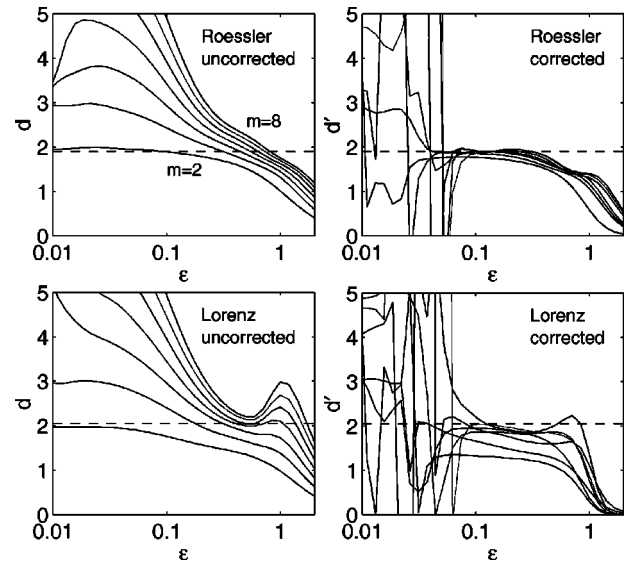 5
4
3
2
1
0
d
Roessler
uncorrected
m=8
m=2
0.01
0.1
1
ε
5
4
3
2
1
0
d'
Roessler
corrected
0.01
0.1
1
ε
5
4
3
2
1
0
d
Lorenz
uncorrected
0.01
0.1
1
ε
5
4
3
2
1
0
d'
Lorenz
corrected
0.01
0.1
1
ε